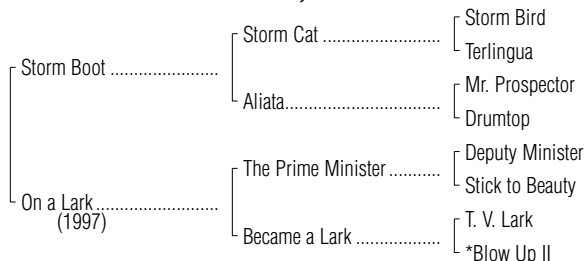 Storm Bird
Storm Cat ........................
Terlingua
Storm Boot ......................
Mr. Prospector
Aliata................................
Drumtop
Deputy Minister
The Prime Minister ..........
Stick to Beauty
On a Lark.........................
(1997)
T. V. Lark
Became a Lark ................
*Blow Up II